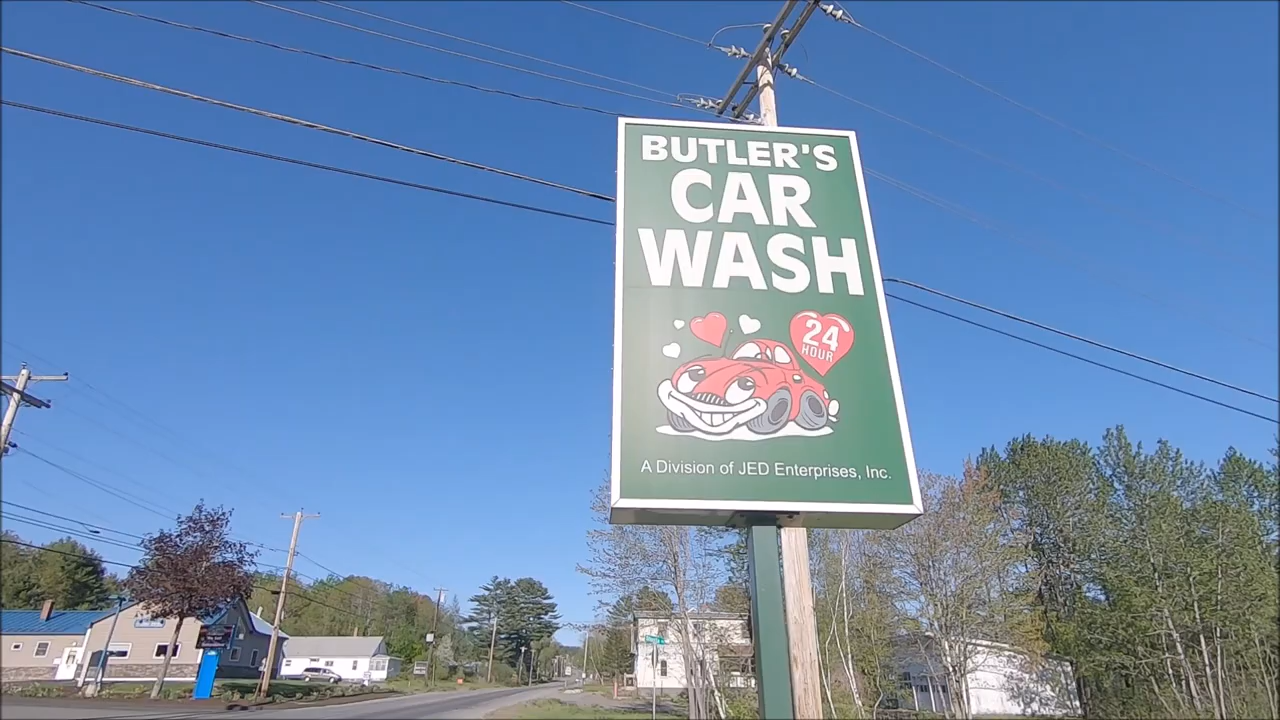 BUTLER'S
CAR
WASH
24
HOUR
A Division of JED Enterprises, Inc.